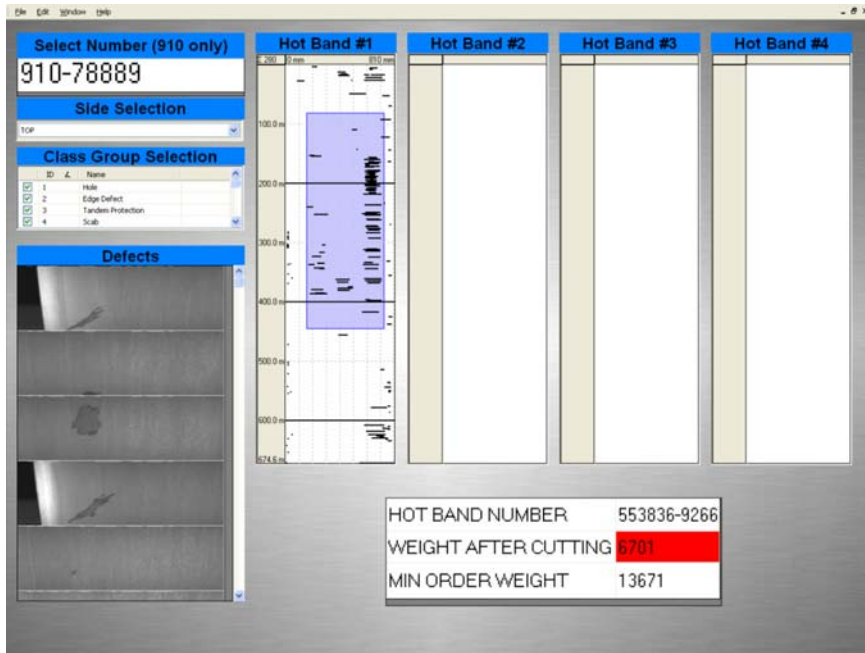 File Edit Window Help
Select Number (910 only)
910-78889
Side Selection
TOP
Class Group Selection
ID Name
1 Hole
2 Edge Defect
3 Tandem Protection
4 Scab
Defects
Hot Band #1
280 0 mm 810 mm
100.0 m
200.0 m
300.0 m
400.0 m
500.0 m
600.0 m
674.6 m
Hot Band #2
Hot Band #3
Hot Band #4
HOT BAND NUMBER 553836-9266
WEIGHT AFTER CUTTING 6701
MIN ORDER WEIGHT 13671